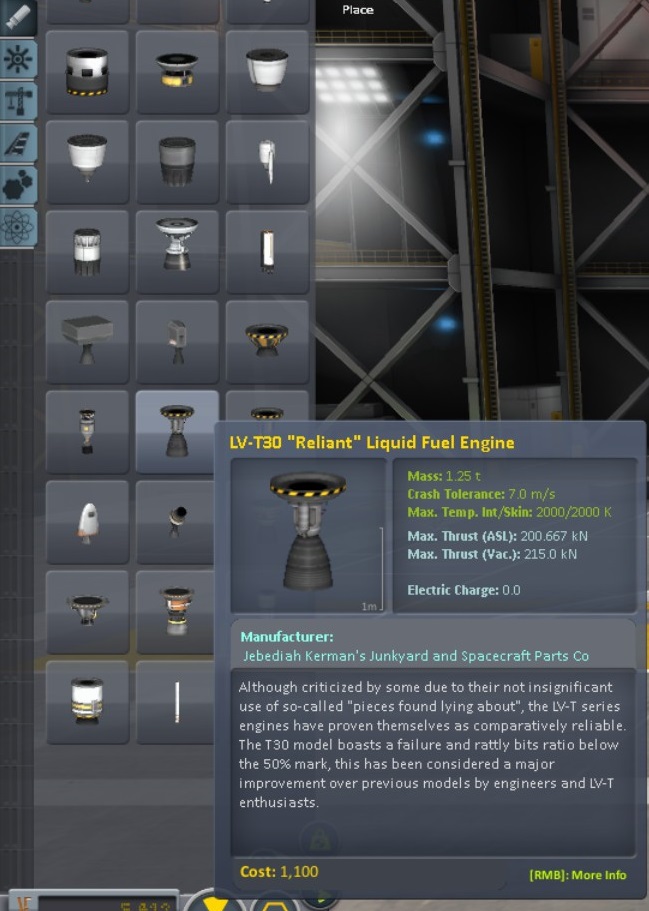 Place
LV-T30 "Reliant" Liquid Fuel Engine
Mass: 1.25 t
Crash Tolerance: 7.0 m/s
Max. Temp. Int/Skin: 2000/2000 K
Max. Thrust (ASL): 200.667 kN
Max. Thrust (Vac.): 215.0 kN
Electric Charge: 0.0
1m
Manufacturer:
Jebediah Kerman's Junkyard and Spacecraft Parts Co
Although criticized by some due to their not insignificant
use of so-called "pieces found lying about", the LV-T series
engines have proven themselves as comparatively reliable.
The T30 model boasts a failure and rattly bits ratio below
the 50% mark, this has been considered a major
improvement over previous models by engineers and LV-T
enthusiasts.
Cost: 1,100
[RMB]: More Info